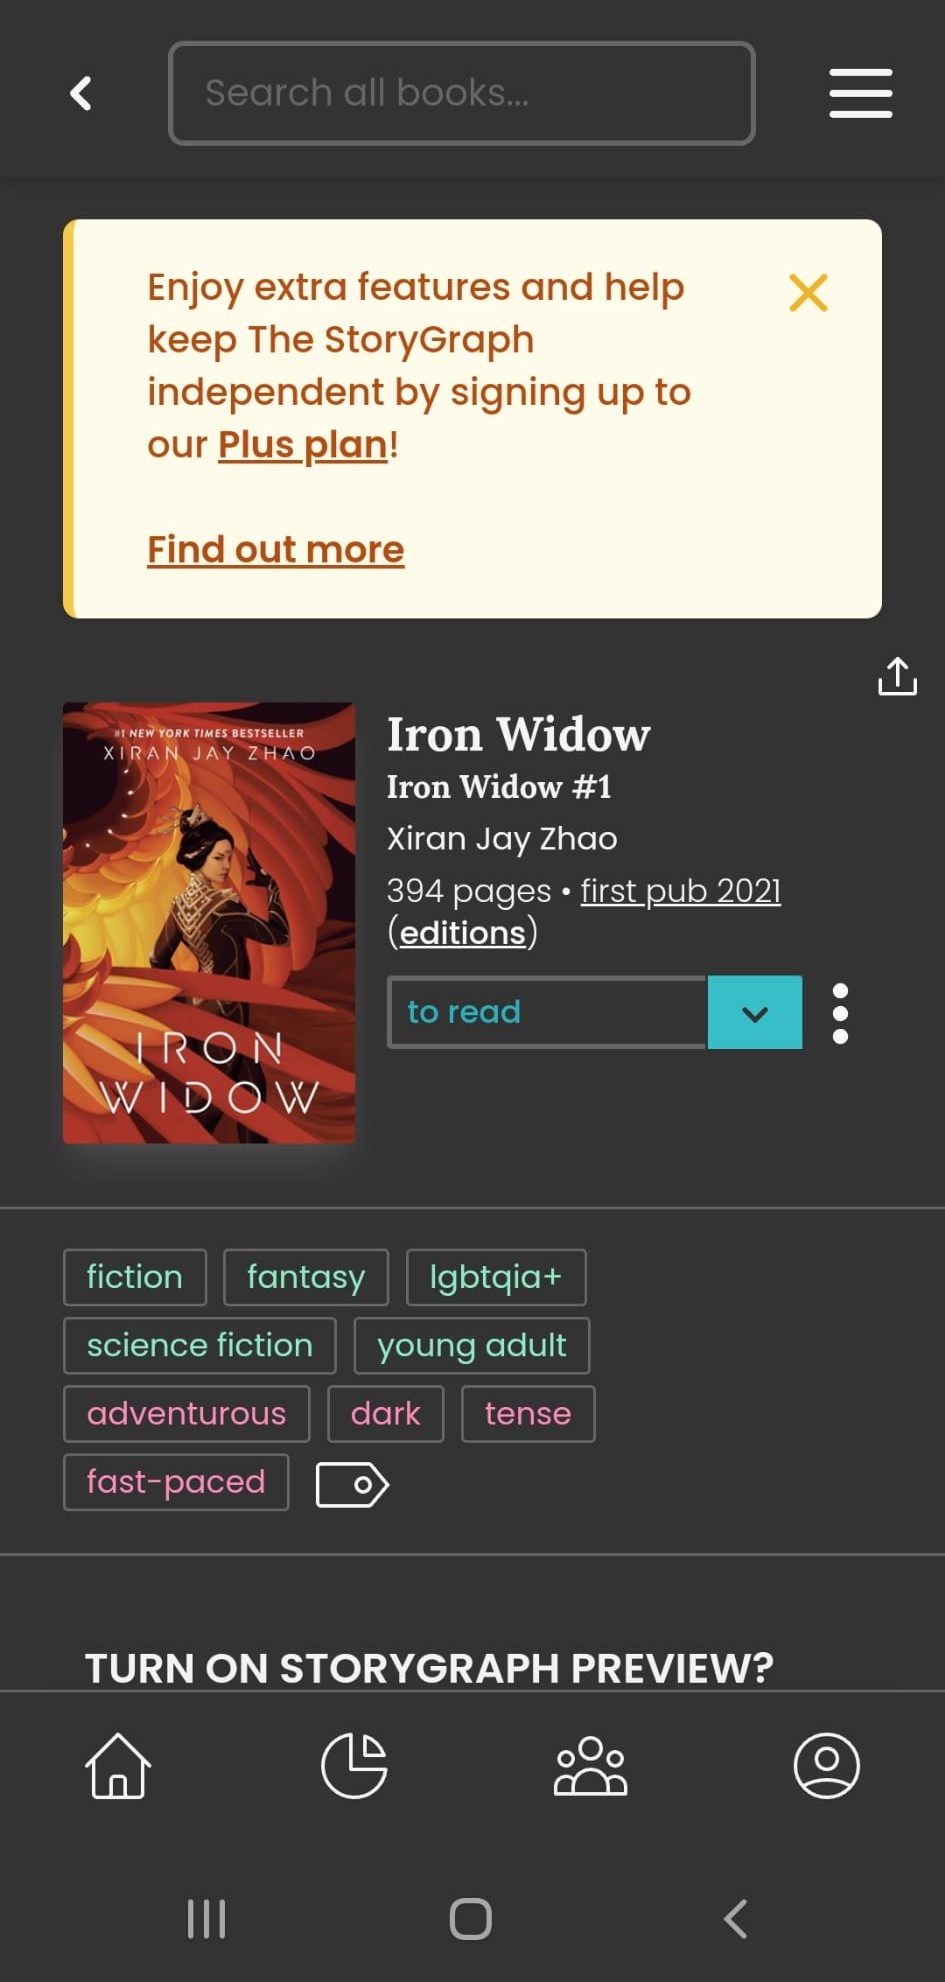 Search all books...
Enjoy extra features and help
keep The StoryGraph
independent by signing up to
our Plus plan!
Find out more
#1 NEW YORK TIMES BESTSELLER
XIRAN JAY ZHAO
IRON
WIDOW
Iron Widow
Iron Widow #1
Xiran Jay Zhao
394 pages • first pub 2021
(editions)
to read
fiction
fantasy
lgbtqia+
science fiction
young adult
adventurous
dark
tense
fast-paced
TURN ON STORYGRAPH PREVIEW?